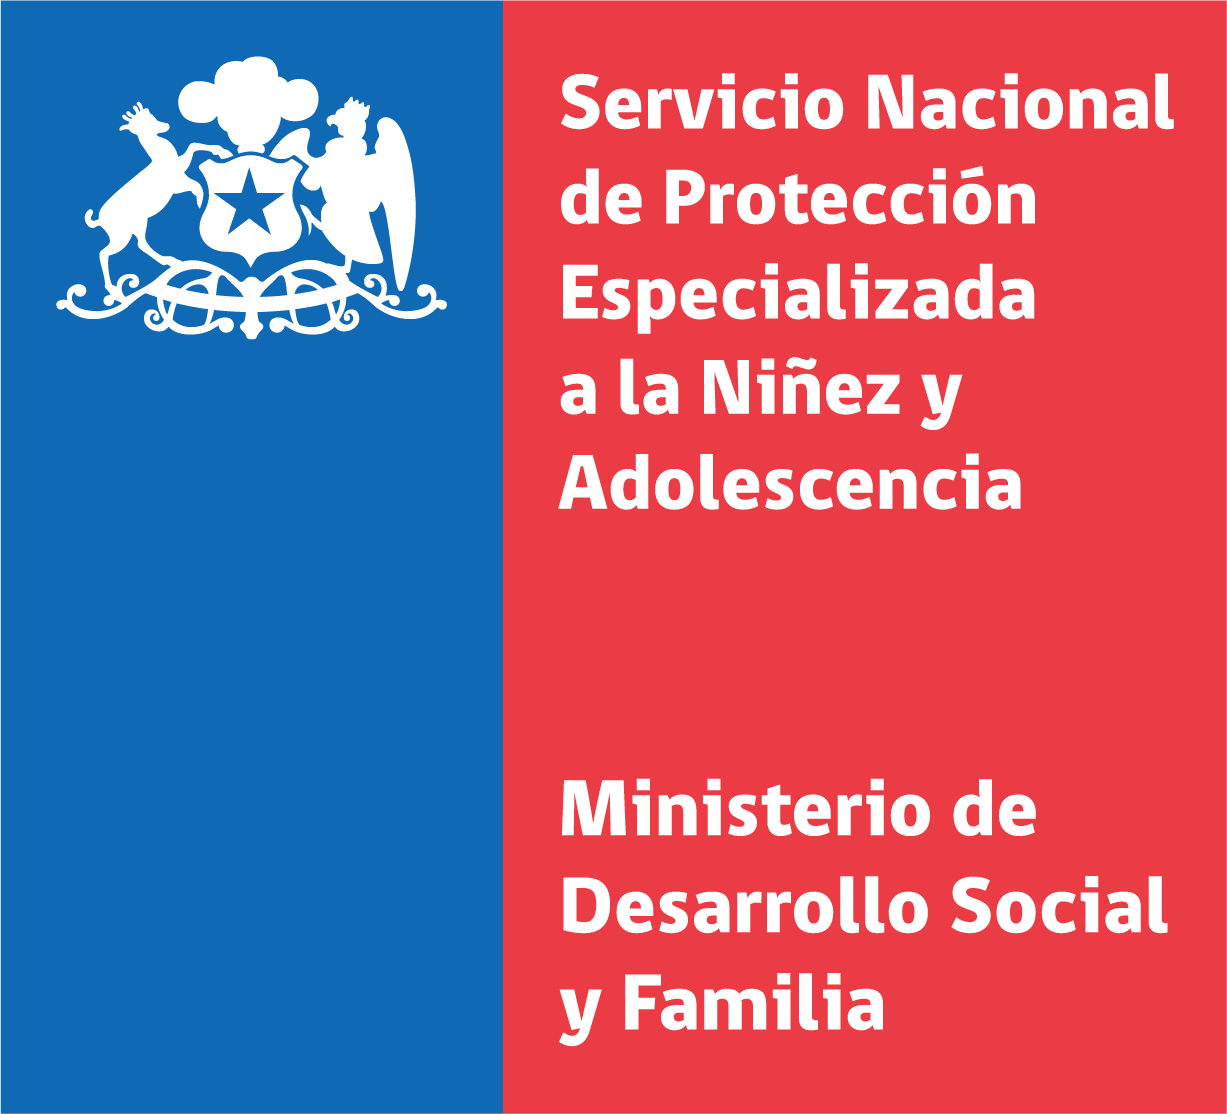 Servicio Nacional
de Protección
Especializada
a la Niñez y
Adolescencia
Ministerio de
Desarrollo Social
y Familia